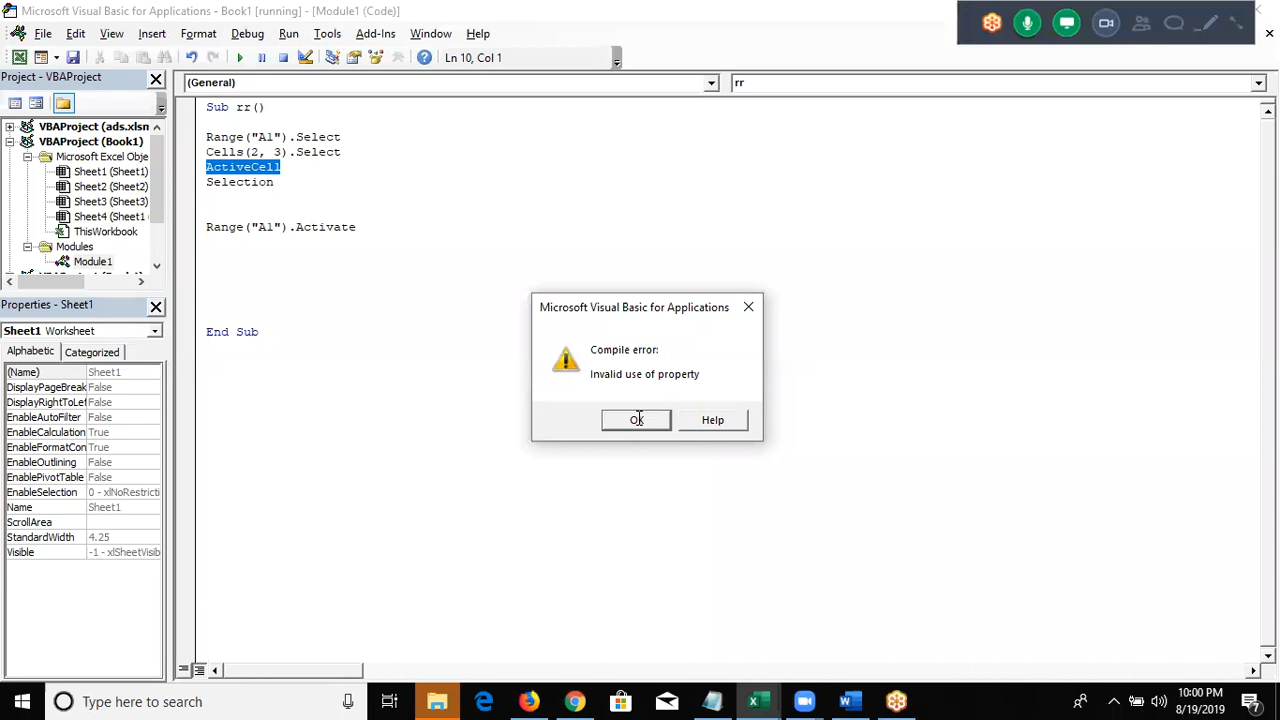 Microsoft Visual Basic for Applications - Book1 [running] - [Module1 (Code)]
File Edit View Insert Format Debug Run Tools Add-Ins Window Help
Ln 10, Col 1
Project - VBAProject
(General)
rr
VBAProject (ads.xlsm
VBAProject (Book1)
Microsoft Excel Obje
Sheet1 (Sheet1)
Sheet2 (Sheet2)
Sheet3 (Sheet3)
Sheet4 (Sheet1
ThisWorkbook
Modules
Module1
Sub rr()
Range("A1").Select
Cells(2, 3).Select
ActiveCell
Selection
Range("A1").Activate
End Sub
Properties - Sheet1
Sheet1 Worksheet
Alphabetic Categorized
(Name) Sheet1
DisplayPageBreak False
DisplayRightToLef False
EnableAutoFilter False
EnableCalculation True
EnableFormatCon True
EnableOutlining False
EnablePivotTable False
EnableSelection 0 - xlNoRestricti
Name Sheet1
ScrollArea
StandardWidth 4.25
Visible -1 - xlSheetVisib
Microsoft Visual Basic for Applications
Compile error:
Invalid use of property
OK Help
Type here to search
10:00 PM
8/19/2019
7